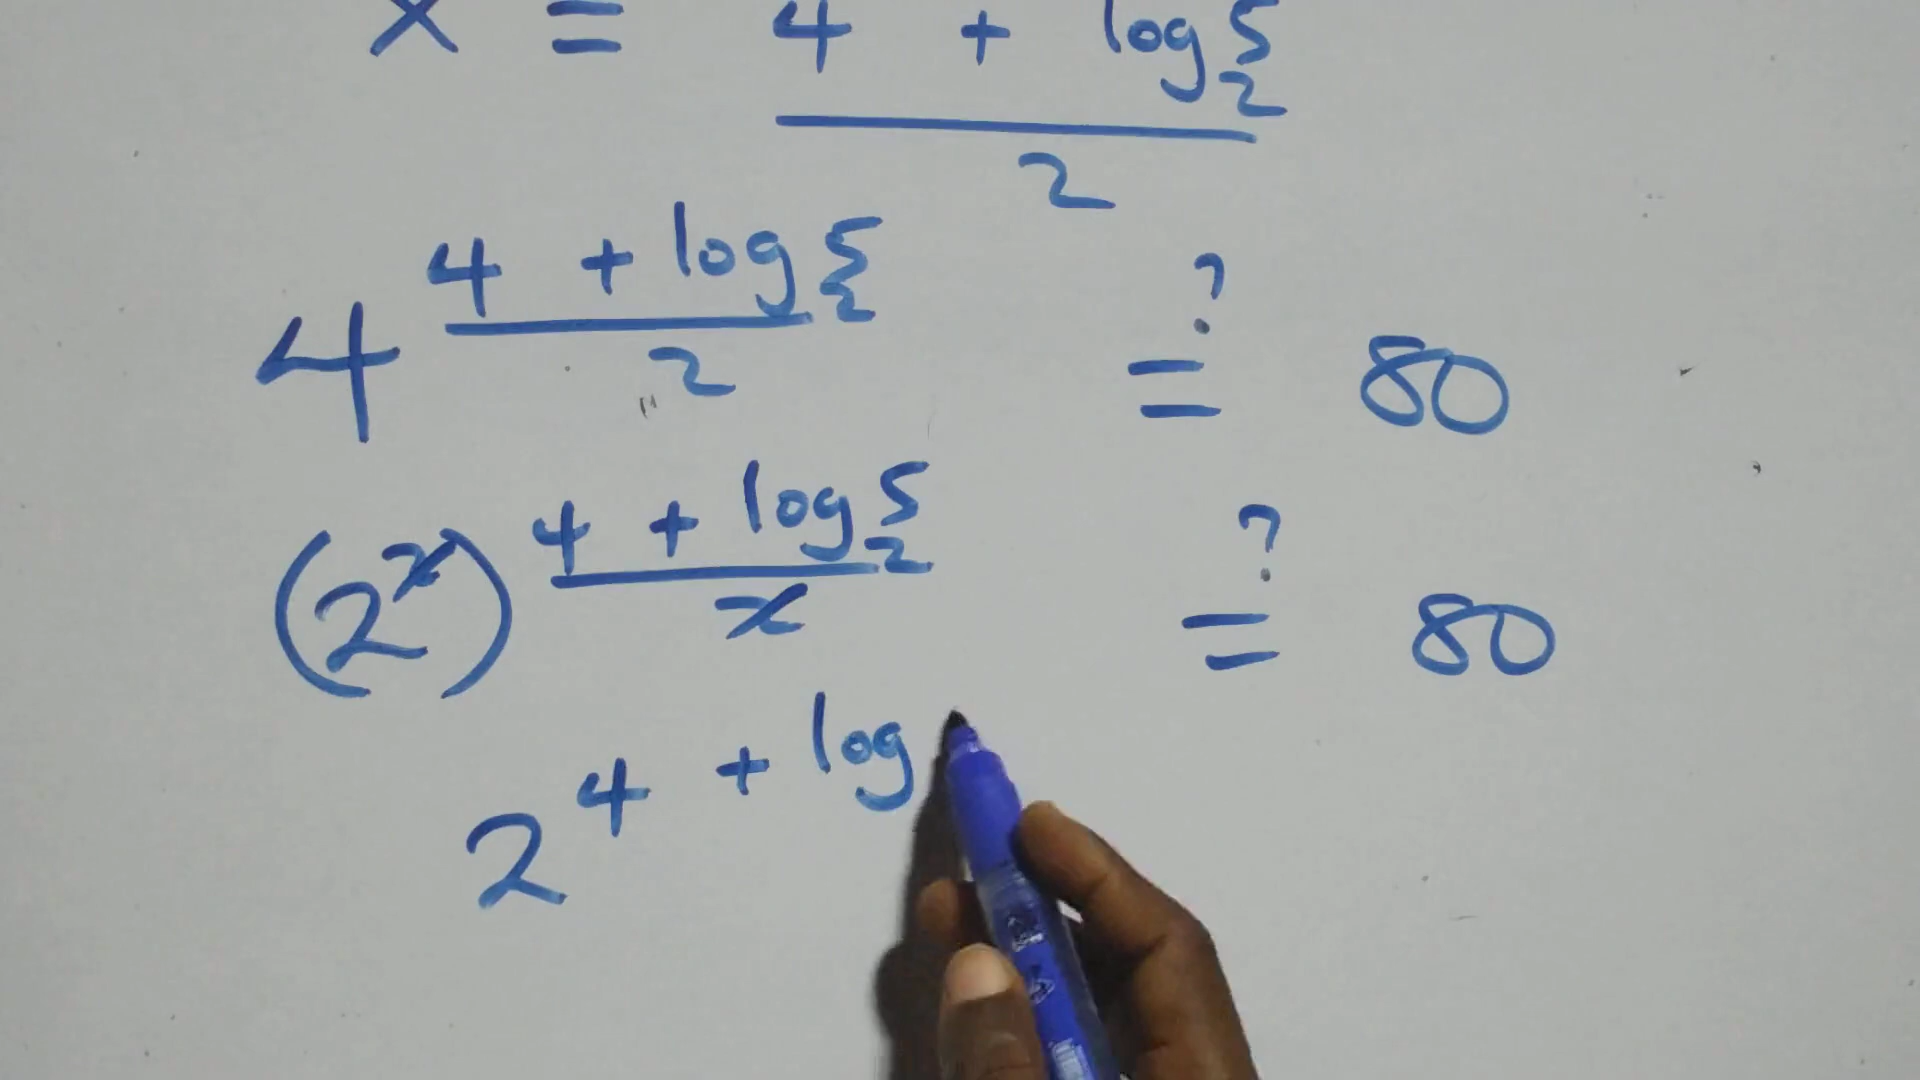 x = 4 + log₂5
2
4 4 + log₂5 / 2 =? 80
(2²) 4 + log₂5 / 2 =? 80
2 4 + log